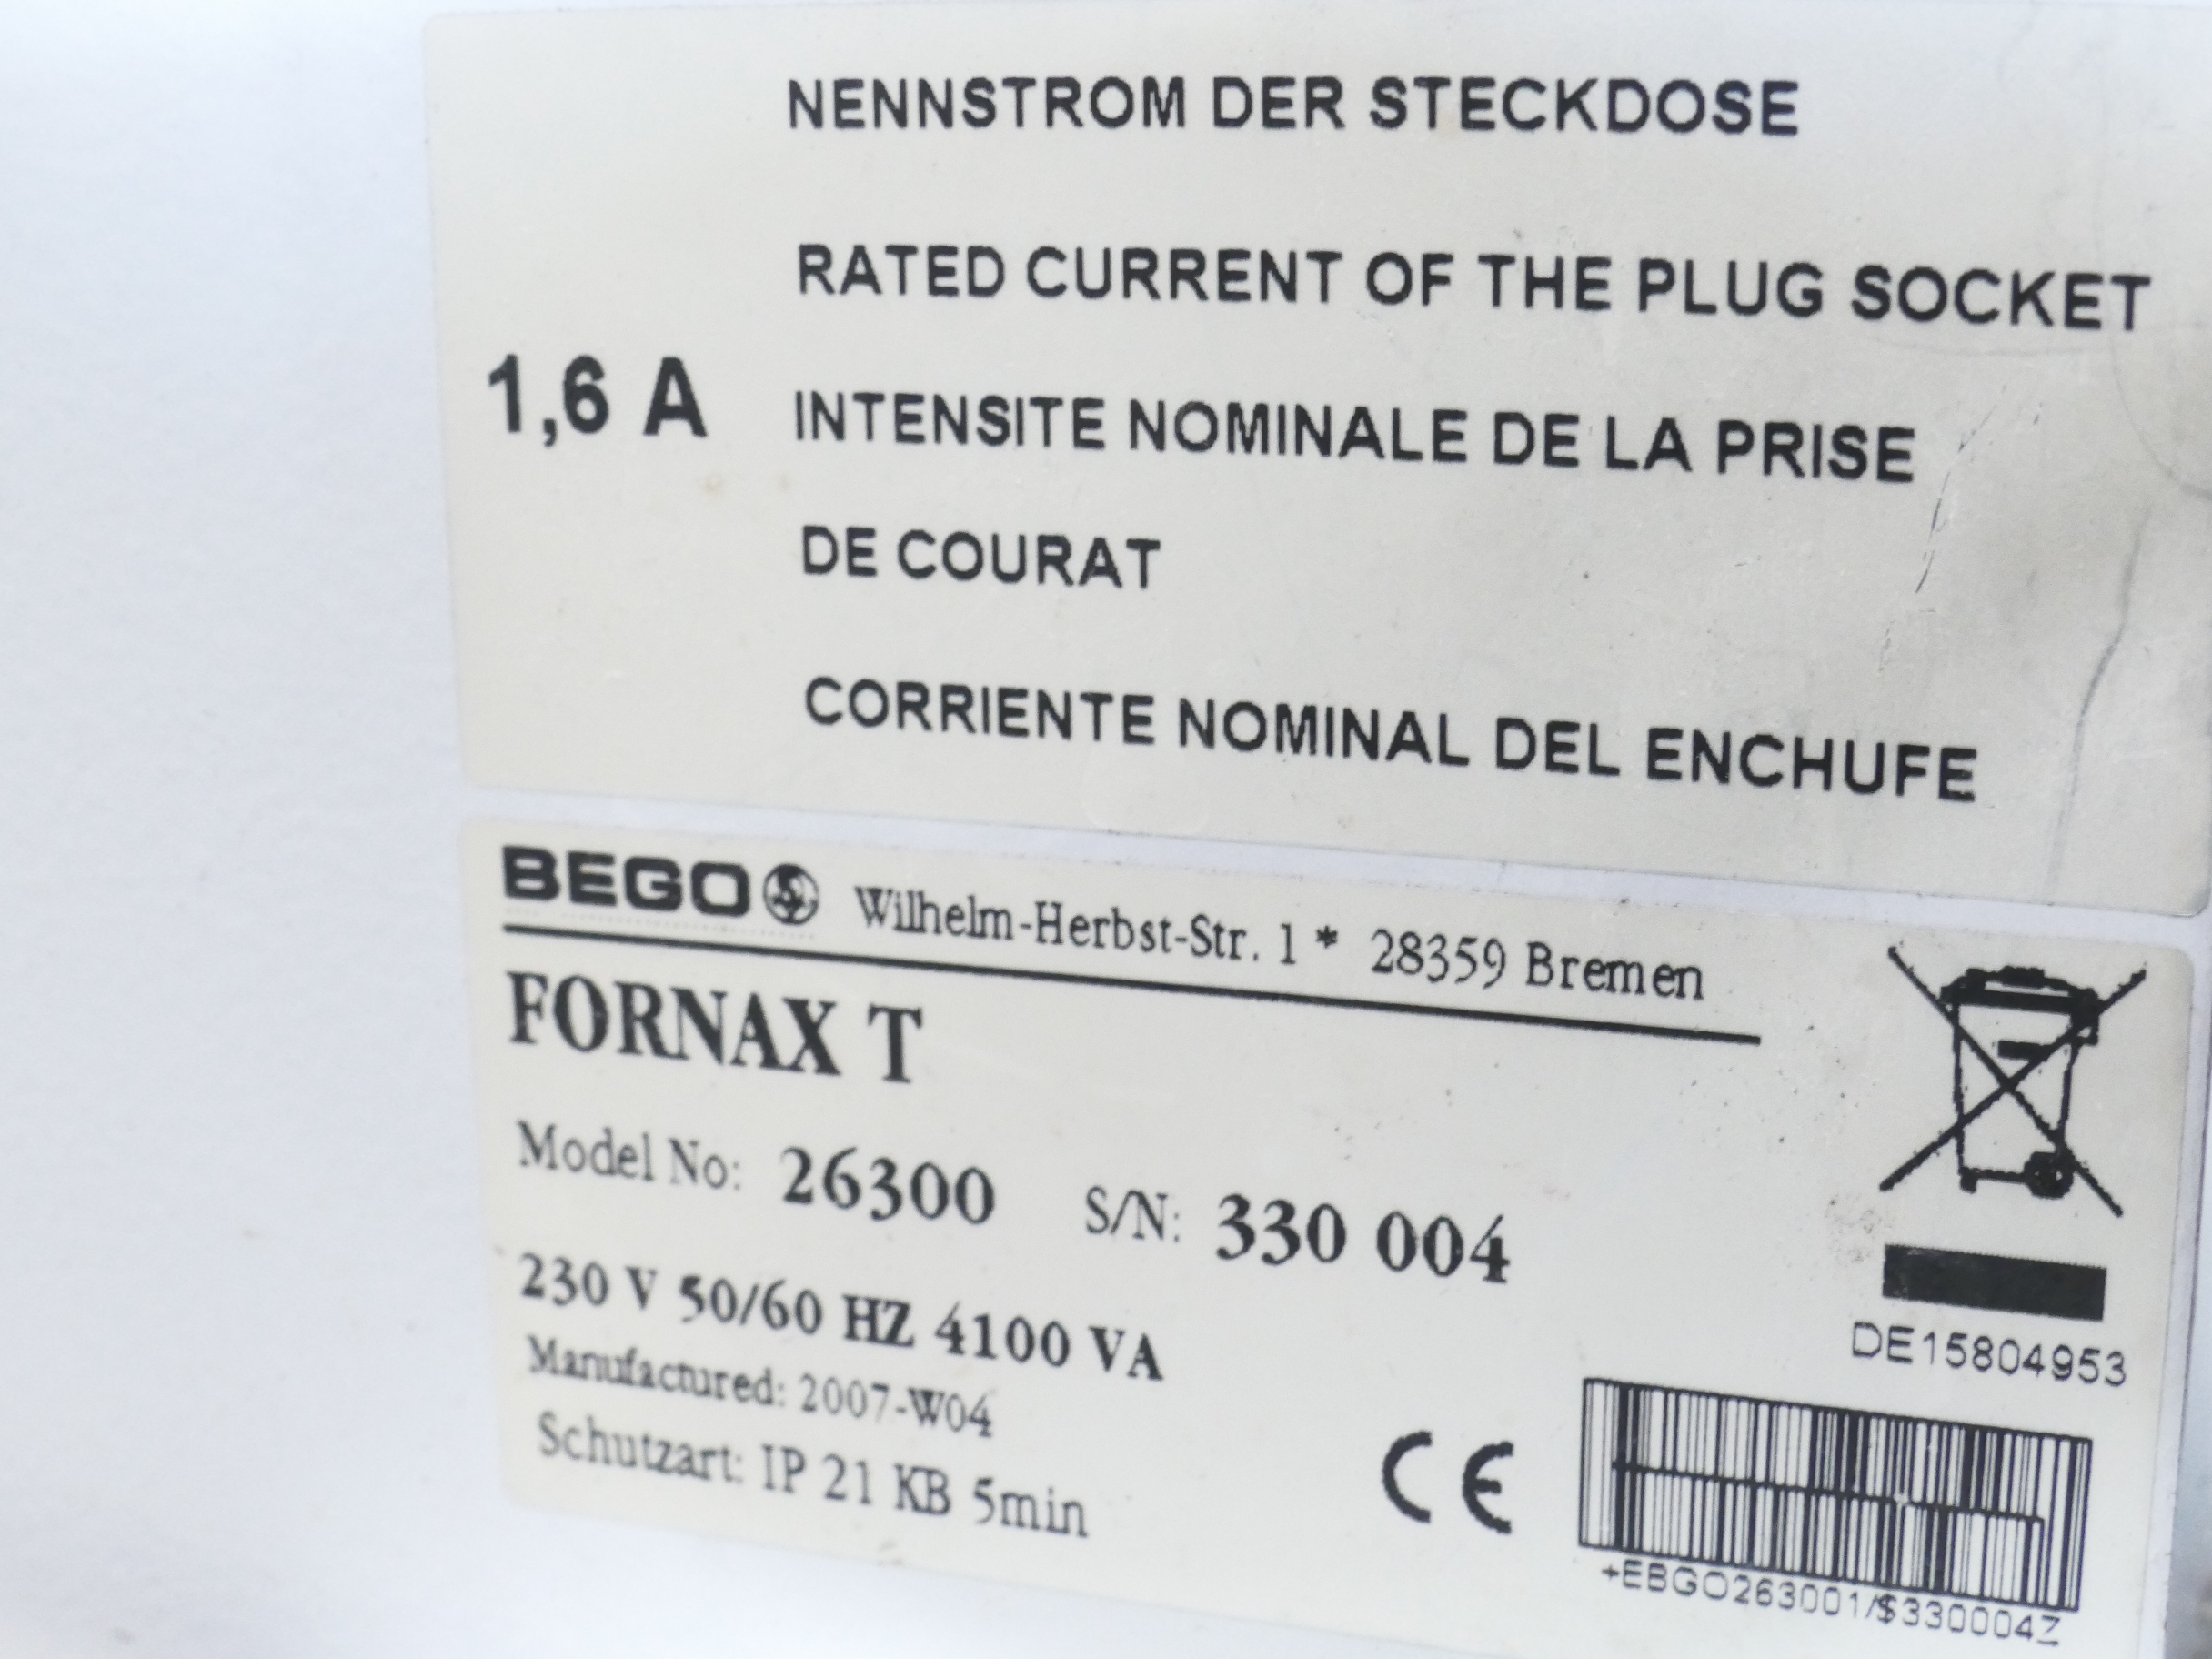 NENNSTROM DER STECKDOSE
RATED CURRENT OF THE PLUG SOCKET
1,6 A
INTENSITE NOMINALE DE LA PRISE
DE COURAT
CORRIENTE NOMINAL DEL ENCHUFE
BEGO Wilhelm-Herbst-Str. 1 * 28359 Bremen
FORNAX T
Model No: 26300 S/N: 330 004
230 V 50/60 HZ 4100 VA
Manufactured: 2007-W04
Schutzart: IP 21 KB 5min
DE15804953
CE
+EBGO263001/$330004Z